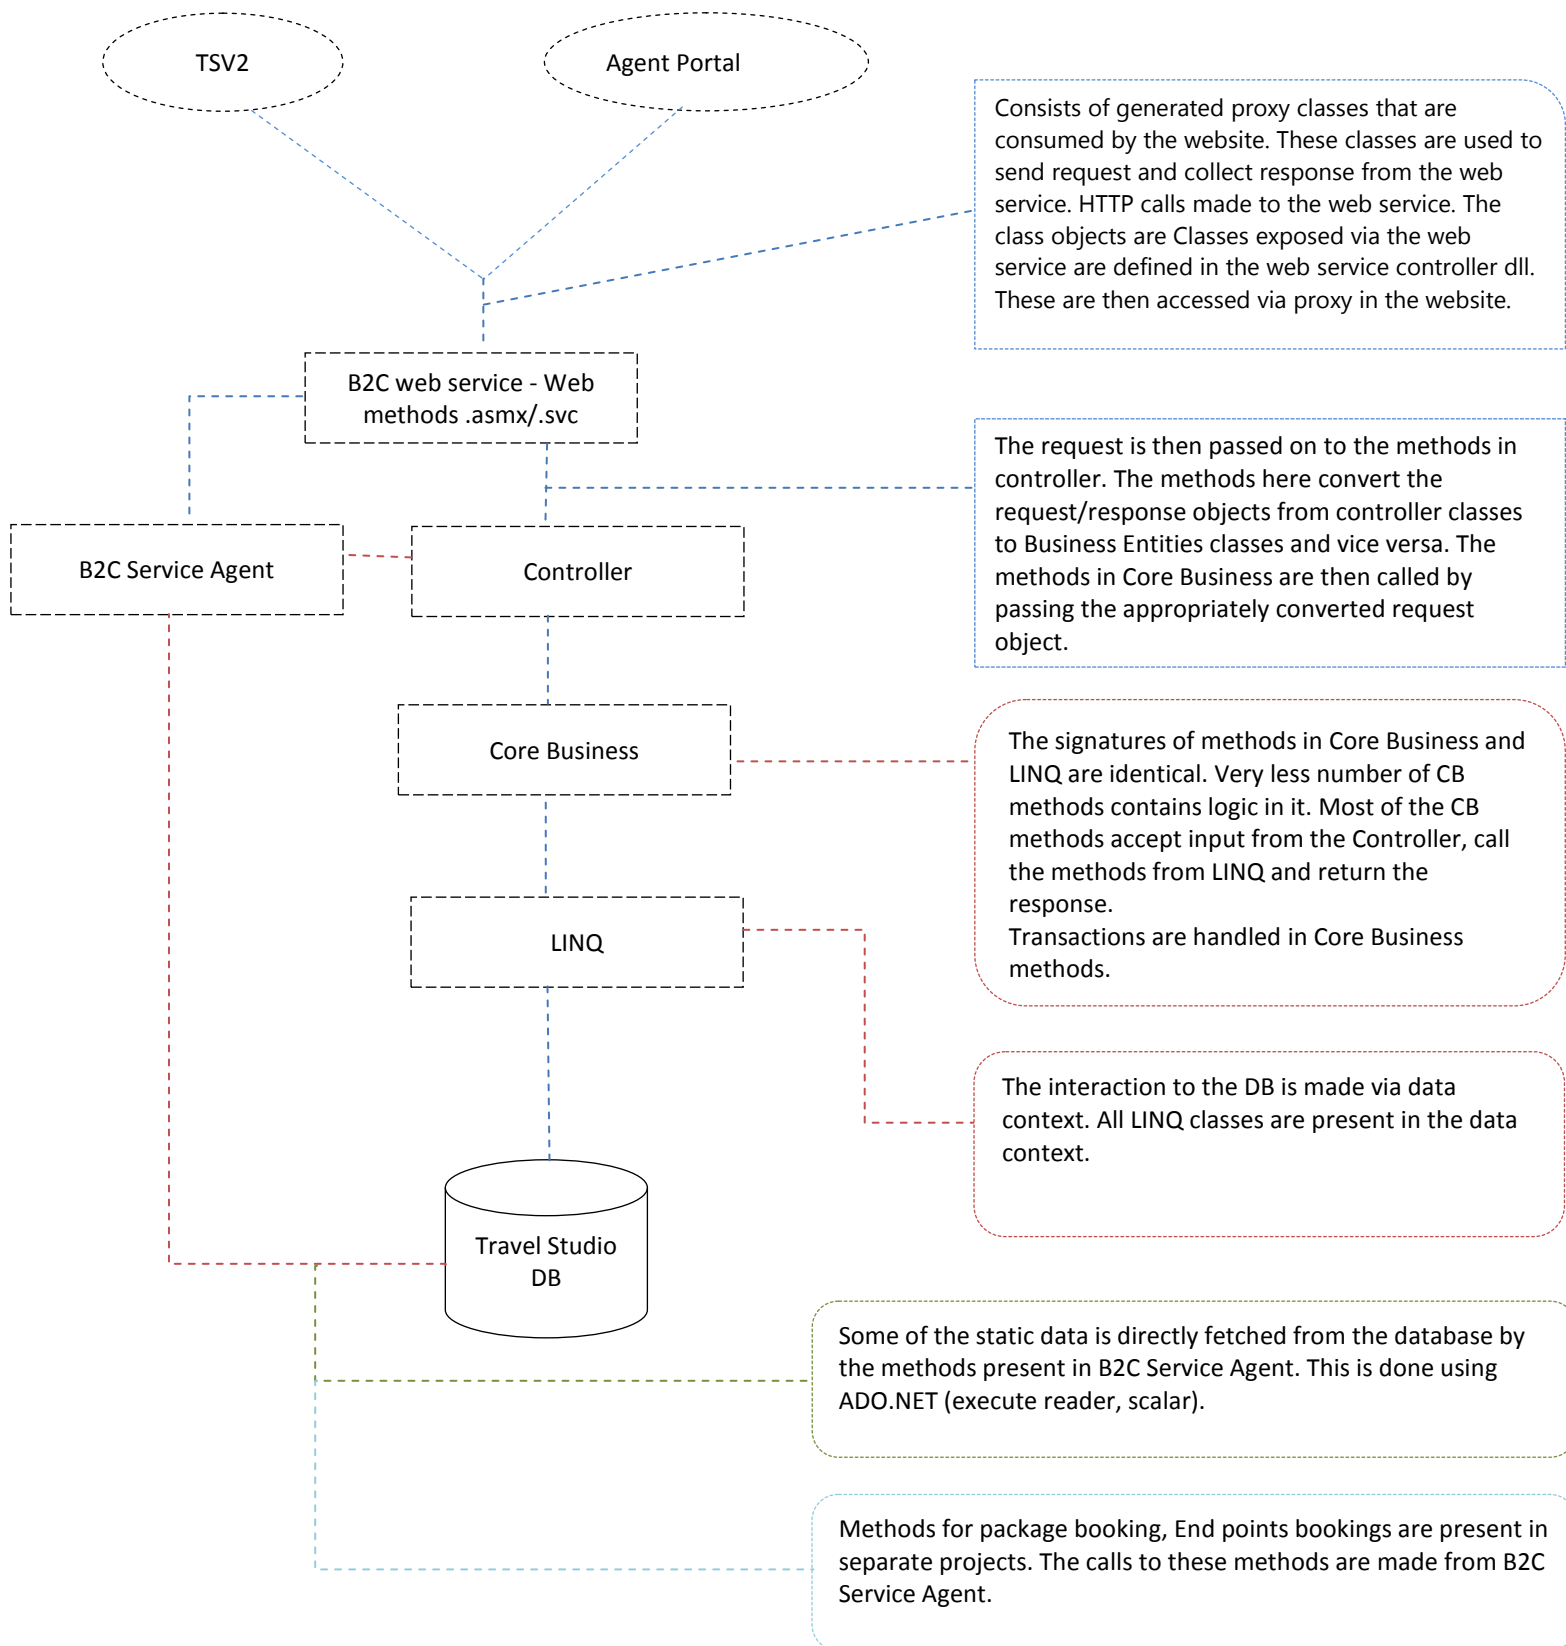 TSV2
Agent Portal
Consists of generated proxy classes that are
consumed by the website. These classes are used to
send request and collect response from the web
service. HTTP calls made to the web service. The
class objects are Classes exposed via the web
service are defined in the web service controller dll.
These are then accessed via proxy in the website.
B2C web service - Web
methods .asmx/.svc
The request is then passed on to the methods in
controller. The methods here convert the
request/response objects from controller classes
to Business Entities classes and vice versa. The
methods in Core Business are then called by
passing the appropriately converted request
object.
B2C Service Agent
Controller
Core Business
The signatures of methods in Core Business and
LINQ are identical. Very less number of CB
methods contains logic in it. Most of the CB
methods accept input from the Controller, call
the methods from LINQ and return the
response.
Transactions are handled in Core Business
methods.
LINQ
The interaction to the DB is made via data
context. All LINQ classes are present in the data
context.
Travel Studio
DB
Some of the static data is directly fetched from the database by
the methods present in B2C Service Agent. This is done using
ADO.NET (execute reader, scalar).
Methods for package booking, End points bookings are present in
separate projects. The calls to these methods are made from B2C
Service Agent.